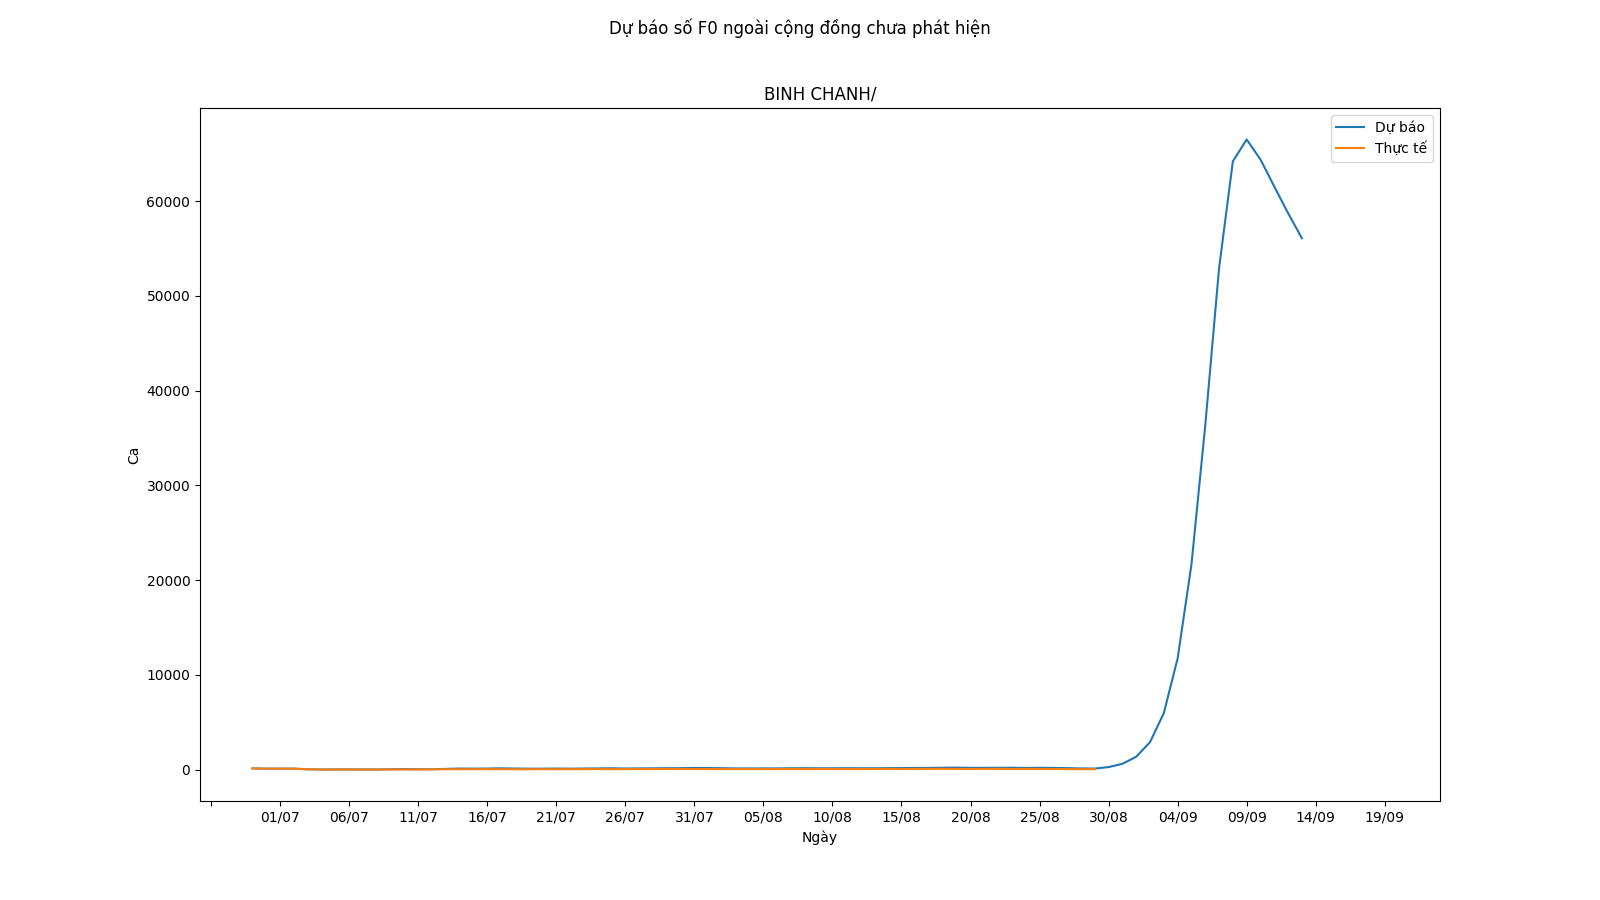 Dự báo số F0 ngoài cộng đồng chưa phát hiện
BINH CHANH/
Dự báo
Thực tế
60000
50000
40000
30000
20000
10000
0
Ca
01/07 06/07 11/07 16/07 21/07 26/07 31/07 05/08 10/08 15/08 20/08 25/08 30/08 04/09 09/09 14/09 19/09
Ngày